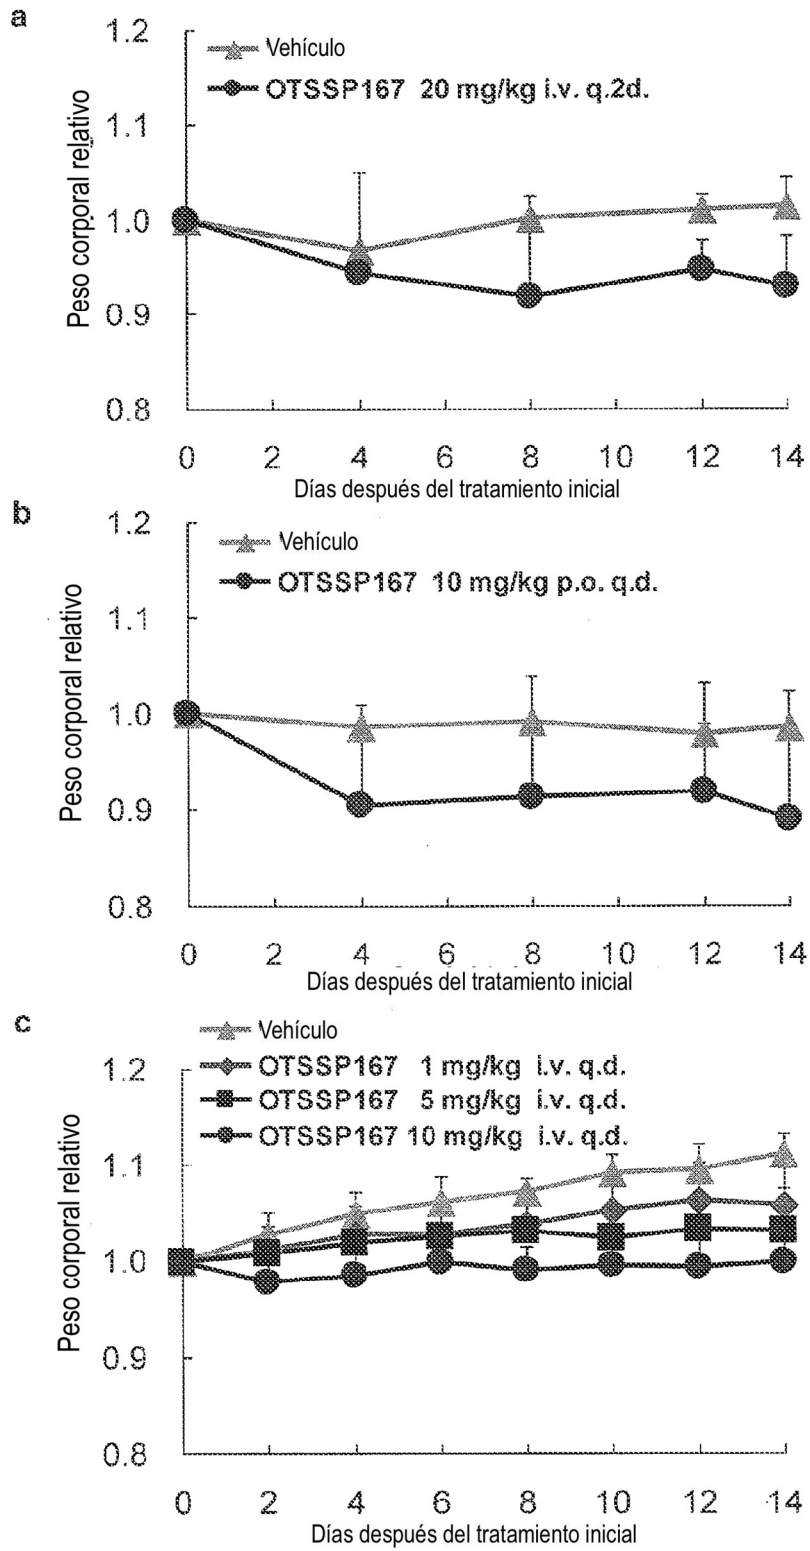 a
1.2
Vehículo
OTSSP167 20 mg/kg i.v. q.2d.
1.1
1.0
0.9
0.8
Peso corporal relativo
0 2 4 6 8 10 12 14
Días después del tratamiento inicial
b
1.2
Vehículo
OTSSP167 10 mg/kg p.o. q.d.
1.1
1.0
0.9
0.8
Peso corporal relativo
0 2 4 6 8 10 12 14
Días después del tratamiento inicial
c
Vehículo
1.2
OTSSP167 1 mg/kg i.v. q.d.
OTSSP167 5 mg/kg i.v. q.d.
OTSSP167 10 mg/kg i.v. q.d.
1.1
1.0
0.9
0.8
Peso corporal relativo
0 2 4 6 8 10 12 14
Días después del tratamiento inicial